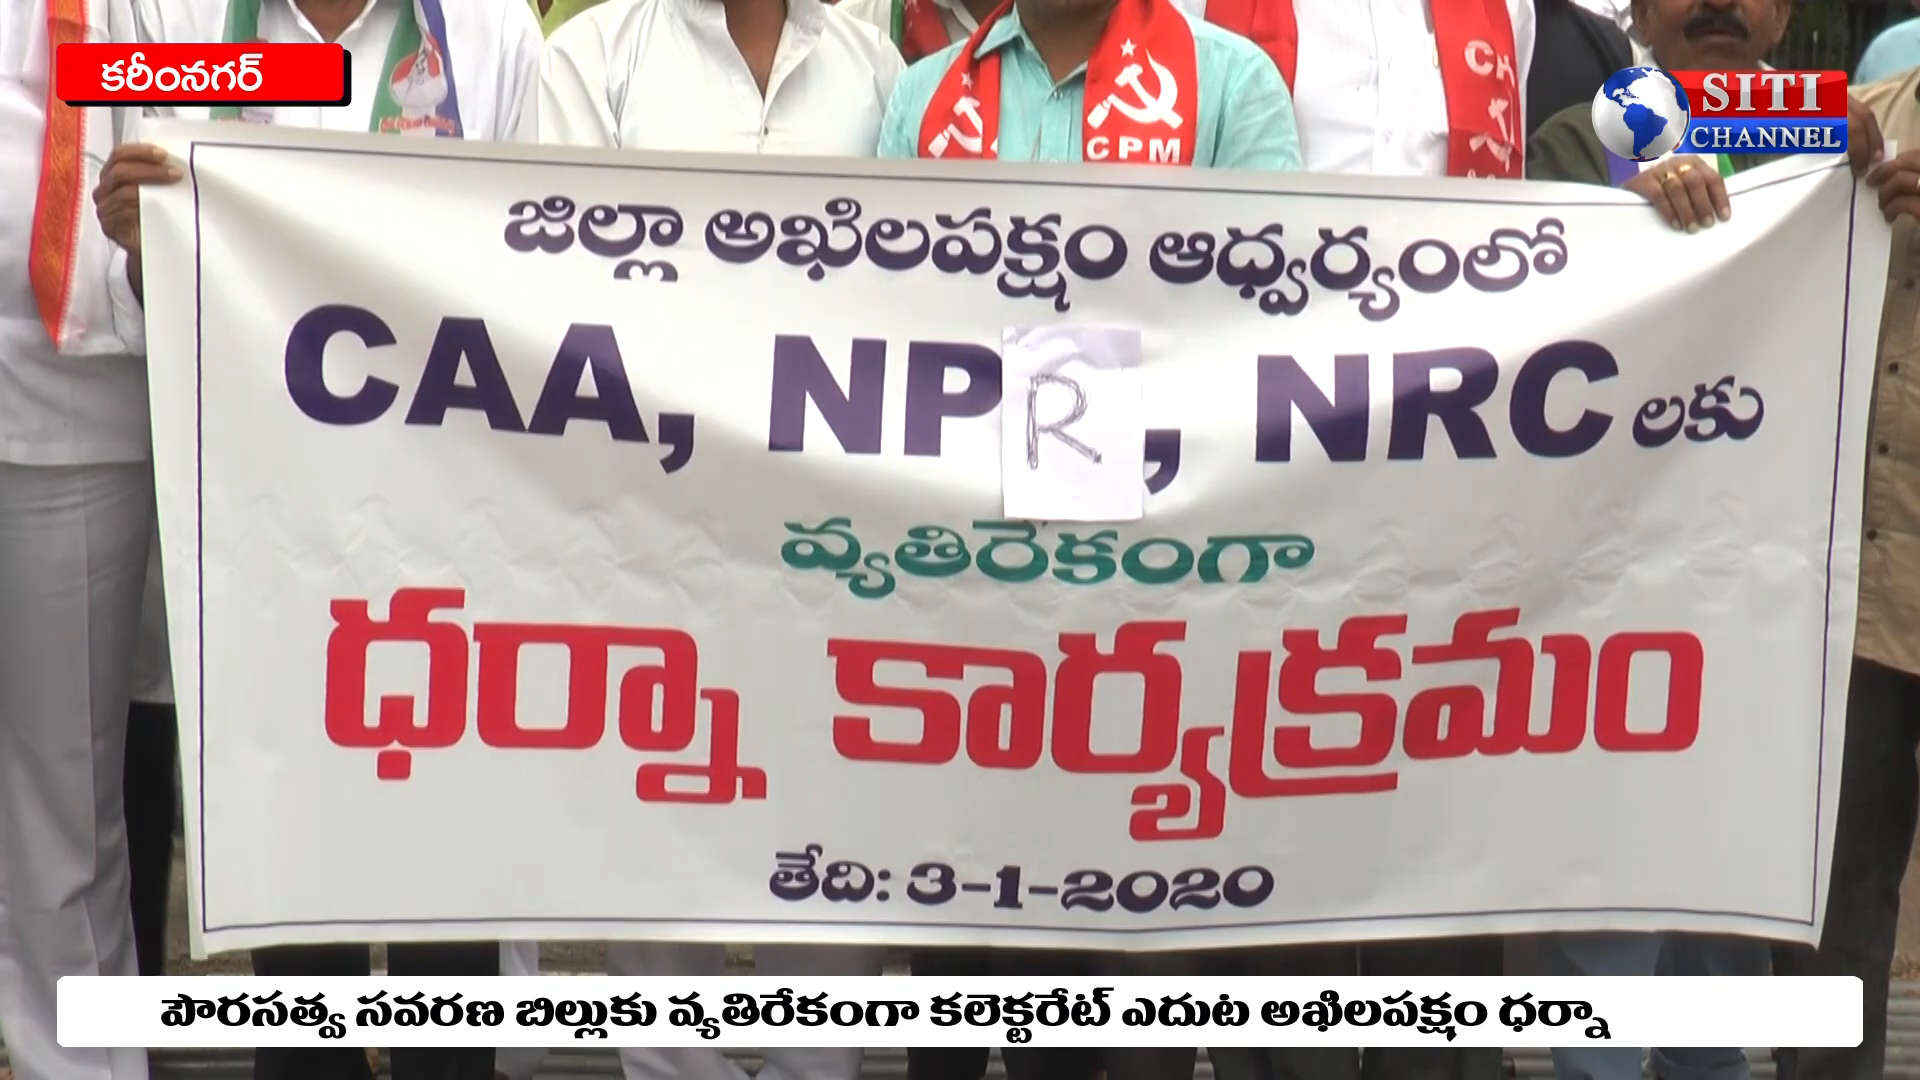 కరీంనగర్
SITI
CHANNEL
CPM
జిల్లా అఖిలపక్షం ఆధ్వర్యంలో
CAA, NPR, NRC లకు
వ్యతిరేకంగా
ధర్నా కార్యక్రమం
తేది: 3-1-2020
పౌరసత్వ సవరణ బిల్లుకు వ్యతిరేకంగా కలెక్టరేట్ ఎదుట అఖిలపక్షం ధర్నా